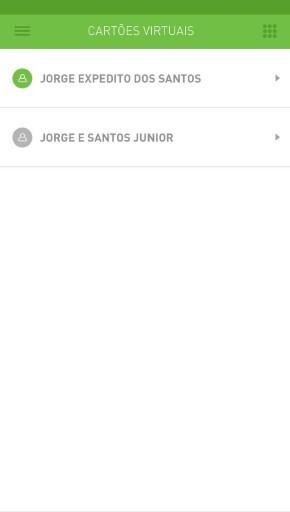 CARTÕES VIRTUAIS
JORGE EXPEDITO DOS SANTOS
JORGE E SANTOS JUNIOR